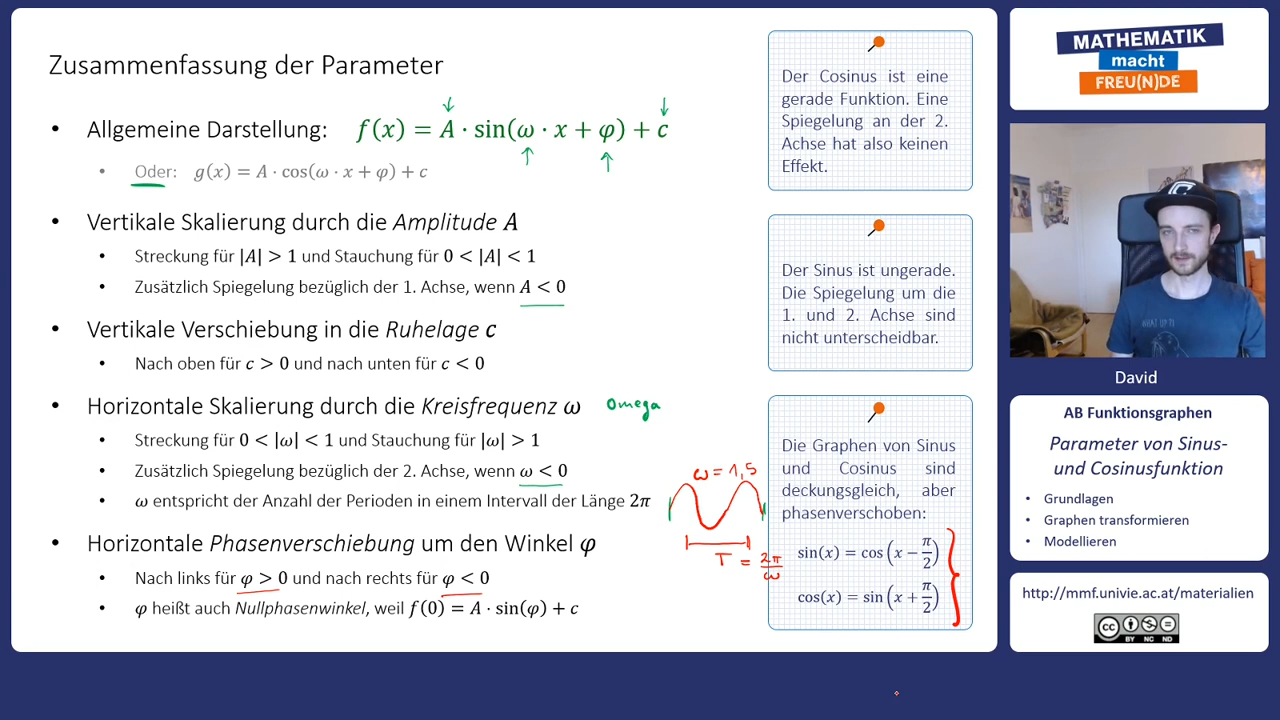 Zusammenfassung der Parameter
• Allgemeine Darstellung: f(x) = A · sin(ω · x + φ) + c
• Oder: g(x) = A · cos(ω · x + φ) + c
• Vertikale Skalierung durch die Amplitude A
• Streckung für |A| > 1 und Stauchung für 0 < |A| < 1
• Zusätzlich Spiegelung bezüglich der 1. Achse, wenn A < 0
• Vertikale Verschiebung in die Ruhelage c
• Nach oben für c > 0 und nach unten für c < 0
• Horizontale Skalierung durch die Kreisfrequenz ω Omega
• Streckung für 0 < |ω| < 1 und Stauchung für |ω| > 1
• Zusätzlich Spiegelung bezüglich der 2. Achse, wenn ω < 0
• ω entspricht der Anzahl der Perioden in einem Intervall der Länge 2π
ω = 1,5
T = 2π/ω
• Horizontale Phasenverschiebung um den Winkel φ
• Nach links für φ > 0 und nach rechts für φ < 0
• φ heißt auch Nullphasenwinkel, weil f(0) = A · sin(φ) + c
Der Cosinus ist eine
gerade Funktion. Eine
Spiegelung an der 2.
Achse hat also keinen
Effekt.
Der Sinus ist ungerade.
Die Spiegelung um die
1. und 2. Achse sind
nicht unterscheidbar.
Die Graphen von Sinus
und Cosinus sind
deckungsgleich, aber
phasenverschoben:
sin(x) = cos(x − π/2)
cos(x) = sin(x + π/2)
MATHEMATIK
macht
FREU(N)DE
WHAT UP
David
AB Funktionsgraphen
Parameter von Sinus-
und Cosinusfunktion
• Grundlagen
• Graphen transformieren
• Modellieren
http://mmf.univie.ac.at/materialien
CC
BY NC ND